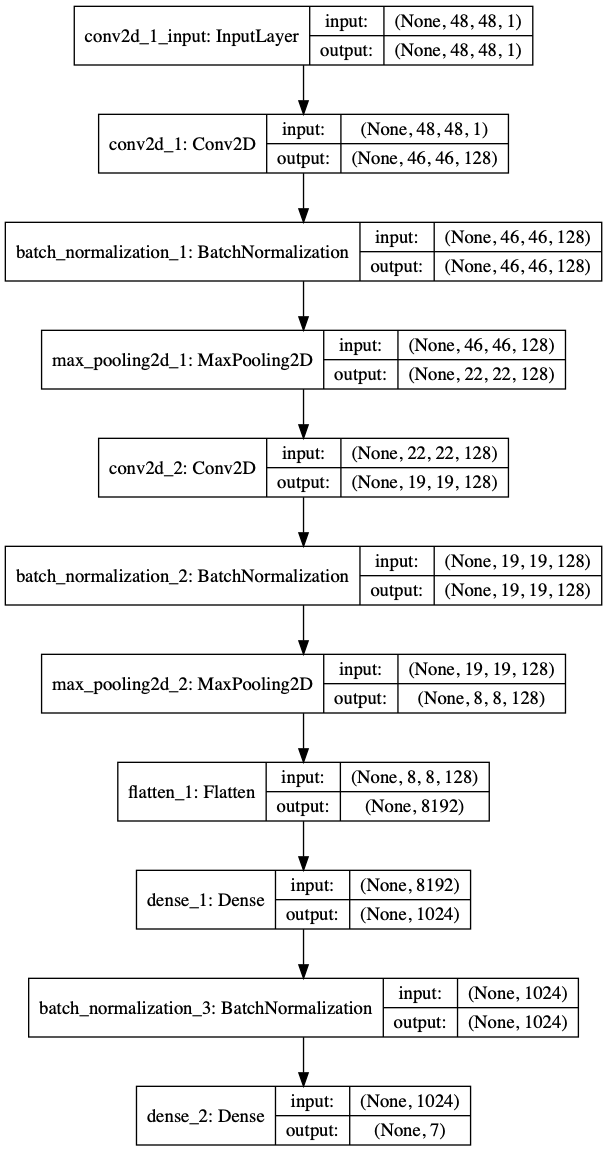 conv2d_1_input: InputLayer
input: (None, 48, 48, 1)
output: (None, 48, 48, 1)
conv2d_1: Conv2D
input: (None, 48, 48, 1)
output: (None, 46, 46, 128)
batch_normalization_1: BatchNormalization
input: (None, 46, 46, 128)
output: (None, 46, 46, 128)
max_pooling2d_1: MaxPooling2D
input: (None, 46, 46, 128)
output: (None, 22, 22, 128)
conv2d_2: Conv2D
input: (None, 22, 22, 128)
output: (None, 19, 19, 128)
batch_normalization_2: BatchNormalization
input: (None, 19, 19, 128)
output: (None, 19, 19, 128)
max_pooling2d_2: MaxPooling2D
input: (None, 19, 19, 128)
output: (None, 8, 8, 128)
flatten_1: Flatten
input: (None, 8, 8, 128)
output: (None, 8192)
dense_1: Dense
input: (None, 8192)
output: (None, 1024)
batch_normalization_3: BatchNormalization
input: (None, 1024)
output: (None, 1024)
dense_2: Dense
input: (None, 1024)
output: (None, 7)